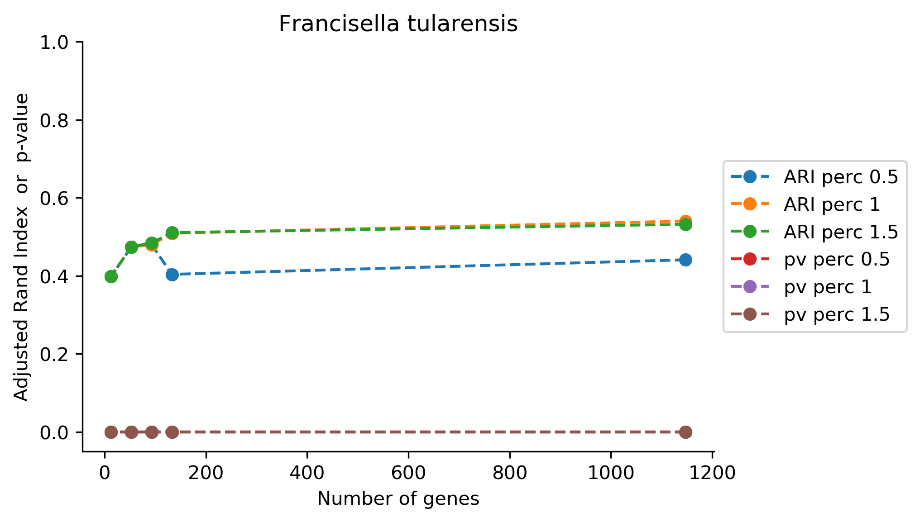 Francisella tularensis
1.0
0.8
0.6
0.4
0.2
0.0
Adjusted Rand Index or p-value
0
200
400
600
800
1000
1200
Number of genes
ARI perc 0.5
ARI perc 1
ARI perc 1.5
pv perc 0.5
pv perc 1
pv perc 1.5